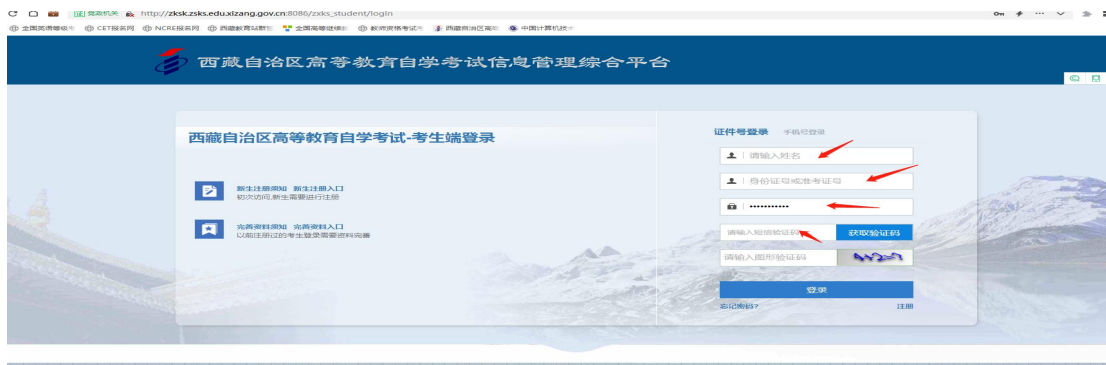 证 党政机关 http://zksk.zsks.edu.xizang.gov.cn:8086/zxks_student/login
全国英语等级考 CET报名网 NCRE报名网 西藏教育站群 全国高等继续 教师资格考试 西藏自治区高 中国计算机技
西藏自治区高等教育自学考试信息管理综合平台
西藏自治区高等教育自学考试-考生端登录
新生注册须知 新生注册入口
初次访问,新生需要进行注册
完善资料须知 完善资料入口
以前注册过的考生登录需要资料完善
证件号登录 手机号登录
请输入姓名
身份证号或准考证号
请输入短信验证码 获取验证码
请输入图形验证码
登录
忘记密码? 注册